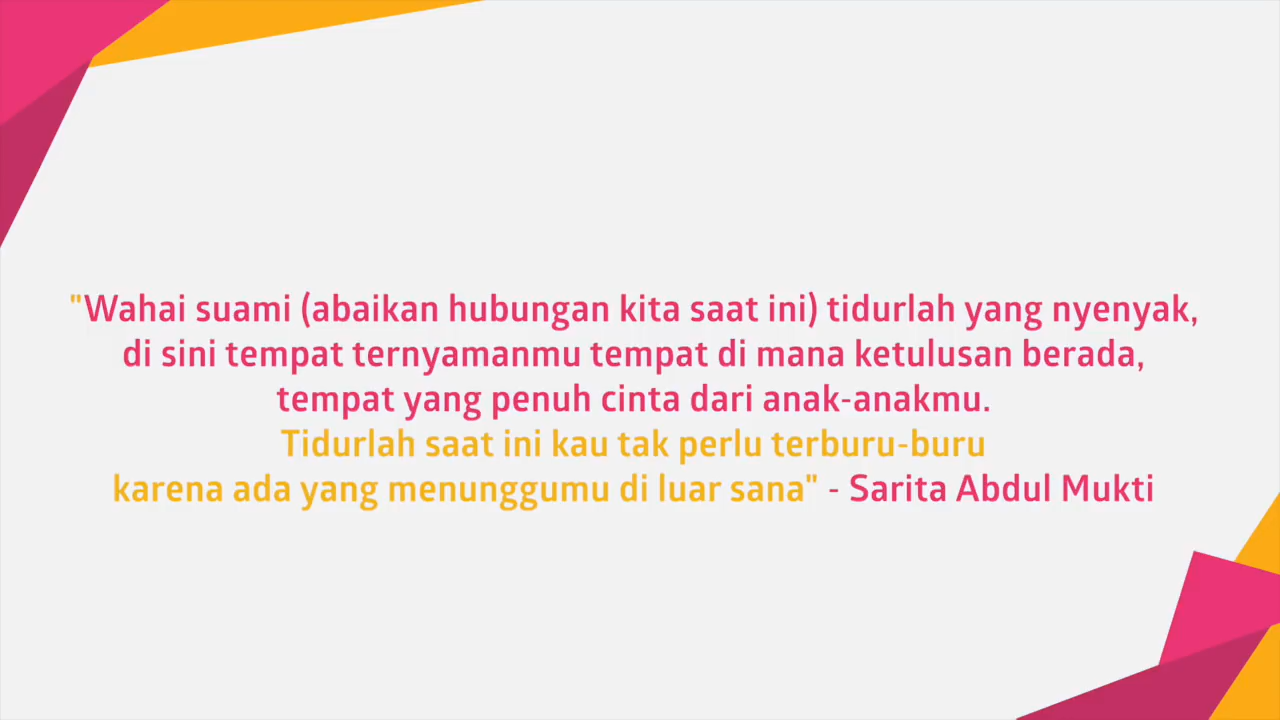 "Wahai suami (abaikan hubungan kita saat ini) tidurlah yang nyenyak,
di sini tempat ternyamanmu tempat di mana ketulusan berada,
tempat yang penuh cinta dari anak-anakmu.
Tidurlah saat ini kau tak perlu terburu-buru
karena ada yang menunggumu di luar sana" - Sarita Abdul Mukti